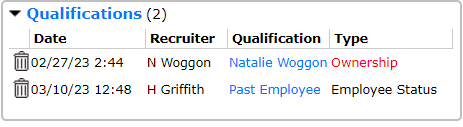 Qualifications (2)
Date Recruiter Qualification Type
02/27/23 2:44 N Woggon Natalie Woggon Ownership
03/10/23 12:48 H Griffith Past Employee Employee Status